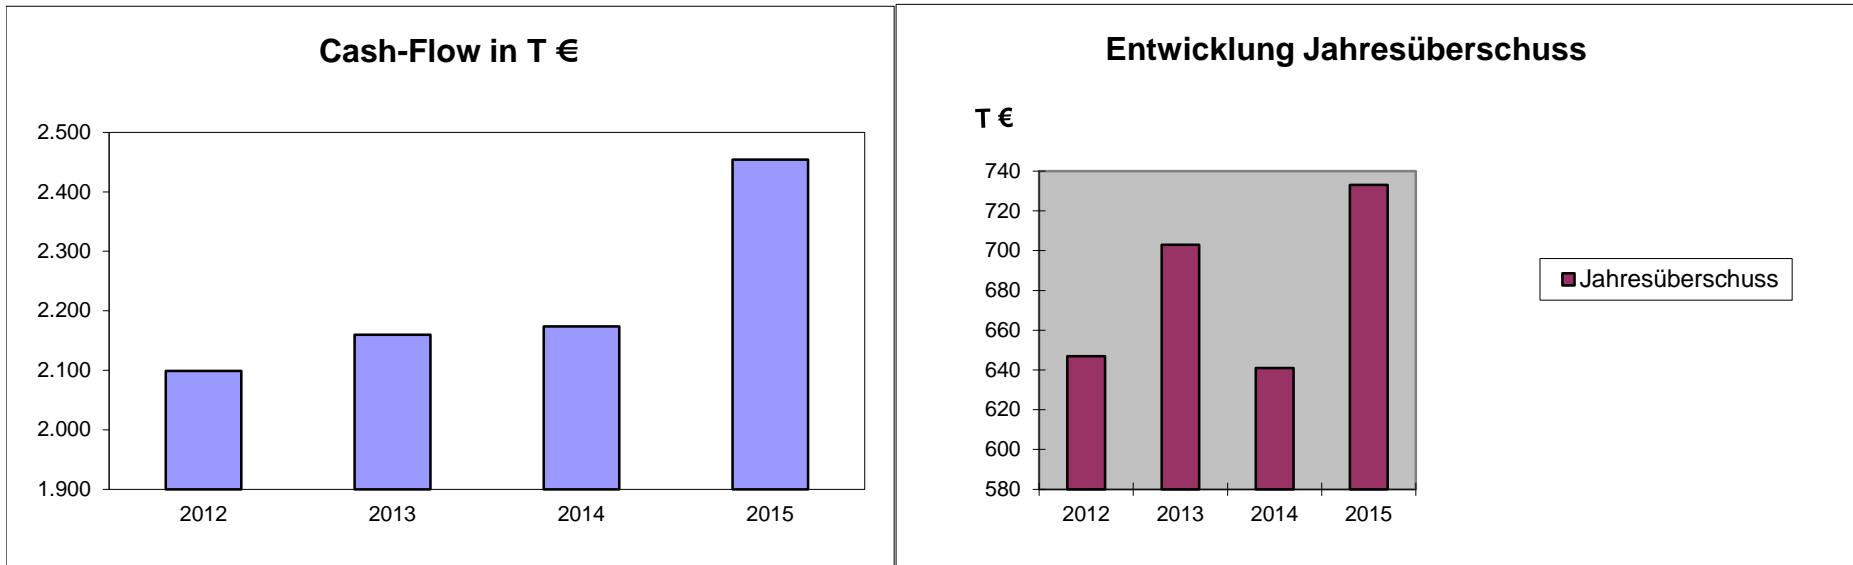 Cash-Flow in T €
2.500
2.400
2.300
2.200
2.100
2.000
1.900
2012 2013 2014 2015
Entwicklung Jahresüberschuss
T €
740
720
700
680
660
640
620
600
580
2012 2013 2014 2015
Jahresüberschuss